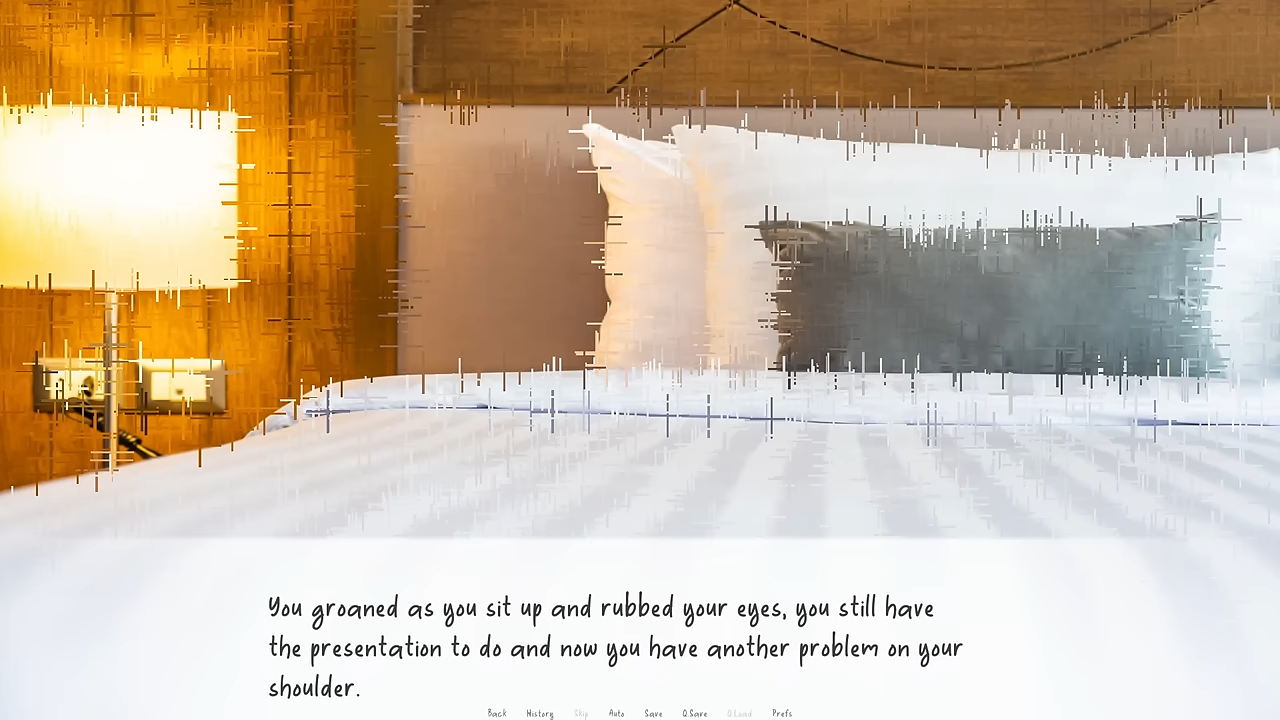 You groaned as you sit up and rubbed your eyes, you still have
the presentation to do and now you have another problem on your
shoulder.
Back History Skip Auto Save Q.Save Q.Load Prefs